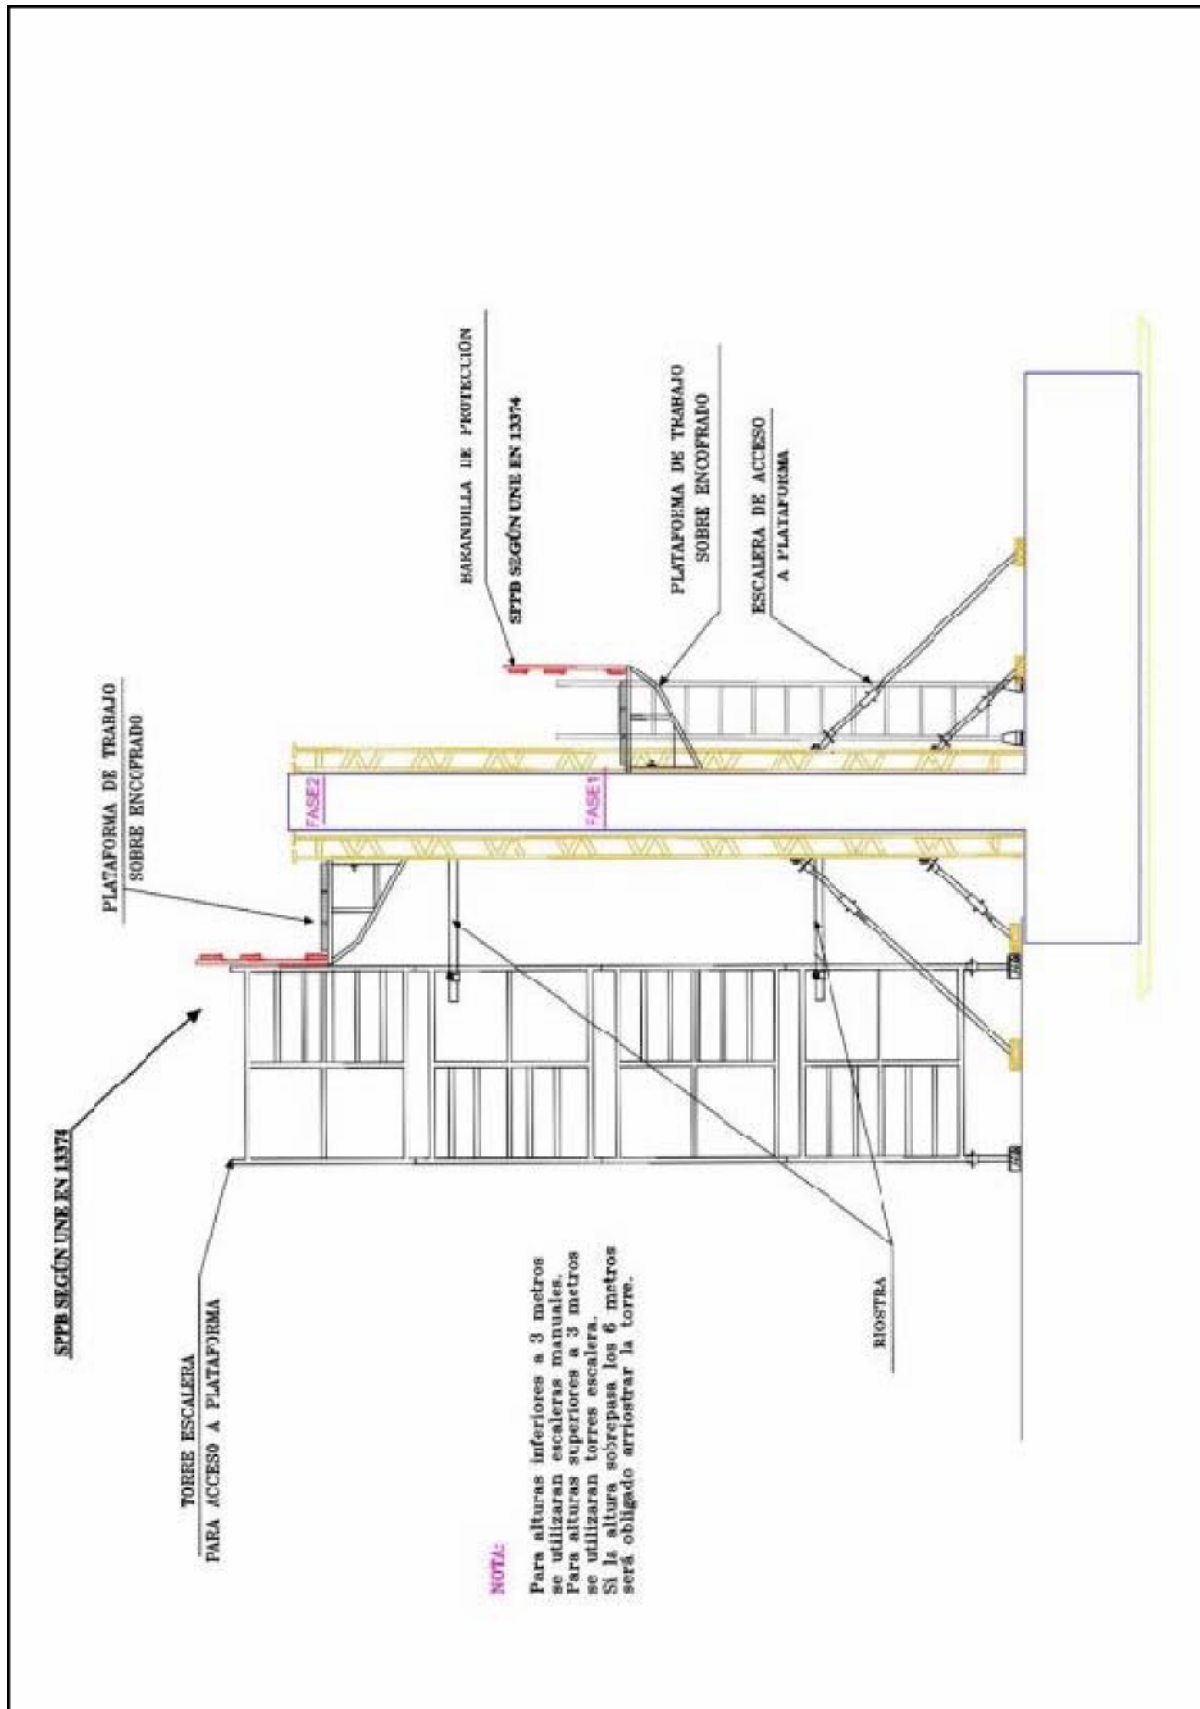 SPPB SEGÚN UNE EN 13374
TORRE ESCALERA
PARA ACCESO A PLATAFORMA
PLATAFORMA DE TRABAJO
SOBRE ENCOFRADO
FASE2
FASE1
BARANDILLA DE PROTECCIÓN
SPPB SEGÚN UNE EN 13374
PLATAFORMA DE TRABAJO
SOBRE ENCOFRADO
ESCALERA DE ACCESO
A PLATAFORMA
NOTA:
Para alturas inferiores a 3 metros
se utilizaran escaleras manuales.
Para alturas superiores a 3 metros
se utilizaran torres escalera.
Si la altura sobrepasa los 6 metros
será obligado arriostrar la torre.
RIOSTRA